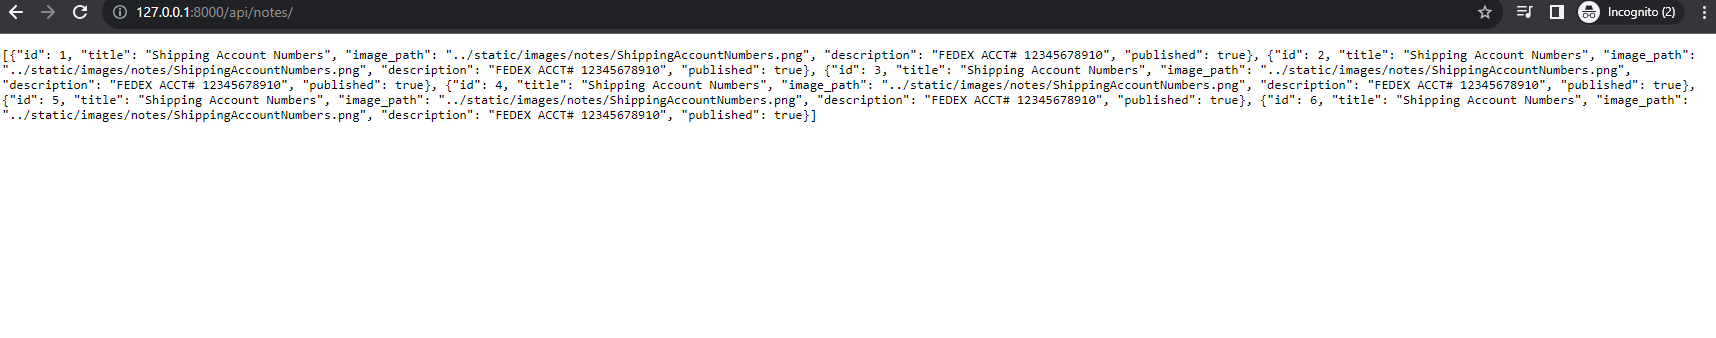 127.0.0.1:8000/api/notes/ Incognito (2)
[{"id": 1, "title": "Shipping Account Numbers", "image_path": "../static/images/notes/ShippingAccountNumbers.png", "description": "FEDEX ACCT# 12345678910", "published": true}, {"id": 2, "title": "Shipping Account Numbers", "image_path":
"../static/images/notes/ShippingAccountNumbers.png", "description": "FEDEX ACCT# 12345678910", "published": true}, {"id": 3, "title": "Shipping Account Numbers", "image_path": "../static/images/notes/ShippingAccountNumbers.png",
"description": "FEDEX ACCT# 12345678910", "published": true}, {"id": 4, "title": "Shipping Account Numbers", "image_path": "../static/images/notes/ShippingAccountNumbers.png", "description": "FEDEX ACCT# 12345678910", "published": true},
{"id": 5, "title": "Shipping Account Numbers", "image_path": "../static/images/notes/ShippingAccountNumbers.png", "description": "FEDEX ACCT# 12345678910", "published": true}, {"id": 6, "title": "Shipping Account Numbers", "image_path":
"../static/images/notes/ShippingAccountNumbers.png", "description": "FEDEX ACCT# 12345678910", "published": true}]